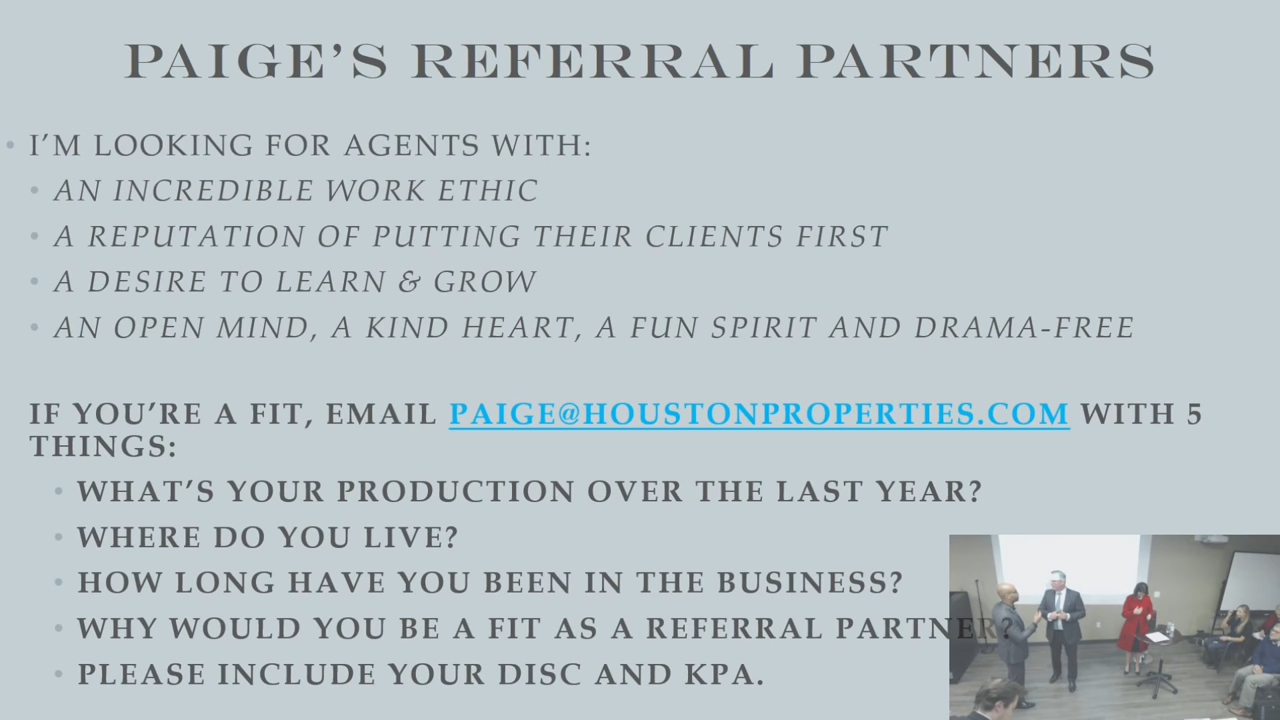 PAIGE'S REFERRAL PARTNERS
• I'M LOOKING FOR AGENTS WITH:
• AN INCREDIBLE WORK ETHIC
• A REPUTATION OF PUTTING THEIR CLIENTS FIRST
• A DESIRE TO LEARN & GROW
• AN OPEN MIND, A KIND HEART, A FUN SPIRIT AND DRAMA-FREE
IF YOU'RE A FIT, EMAIL PAIGE@HOUSTONPROPERTIES.COM WITH 5
THINGS:
• WHAT'S YOUR PRODUCTION OVER THE LAST YEAR?
• WHERE DO YOU LIVE?
• HOW LONG HAVE YOU BEEN IN THE BUSINESS?
• WHY WOULD YOU BE A FIT AS A REFERRAL PARTNER?
• PLEASE INCLUDE YOUR DISC AND KPA.